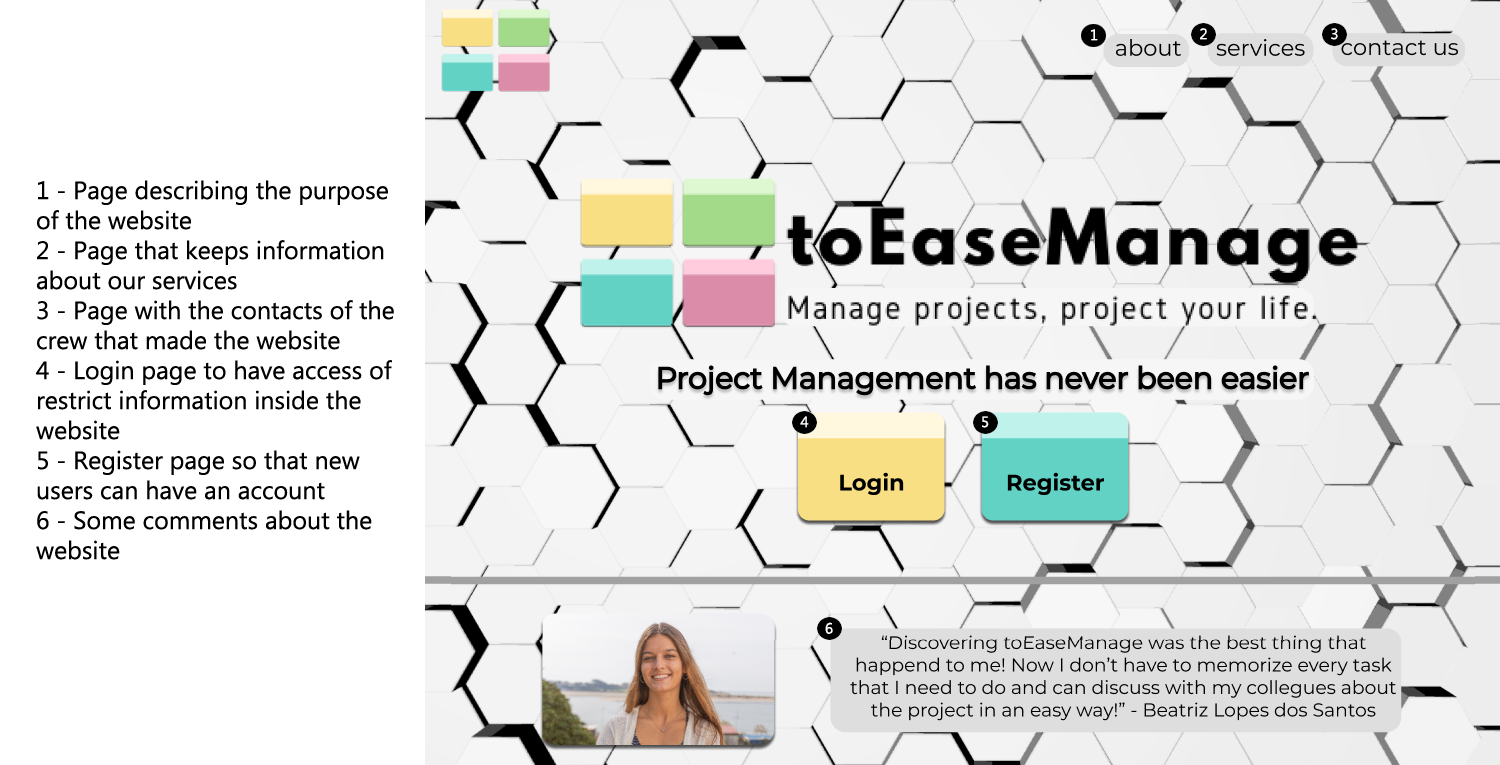 1 - Page describing the purpose
of the website
2 - Page that keeps information
about our services
3 - Page with the contacts of the
crew that made the website
4 - Login page to have access of
restrict information inside the
website
5 - Register page so that new
users can have an account
6 - Some comments about the
website
1 about 2 services 3 contact us
toEaseManage
Manage projects, project your life.
Project Management has never been easier
4 5
Login Register
6
“Discovering toEaseManage was the best thing that
happend to me! Now I don’t have to memorize every task
that I need to do and can discuss with my collegues about
the project in an easy way!” - Beatriz Lopes dos Santos